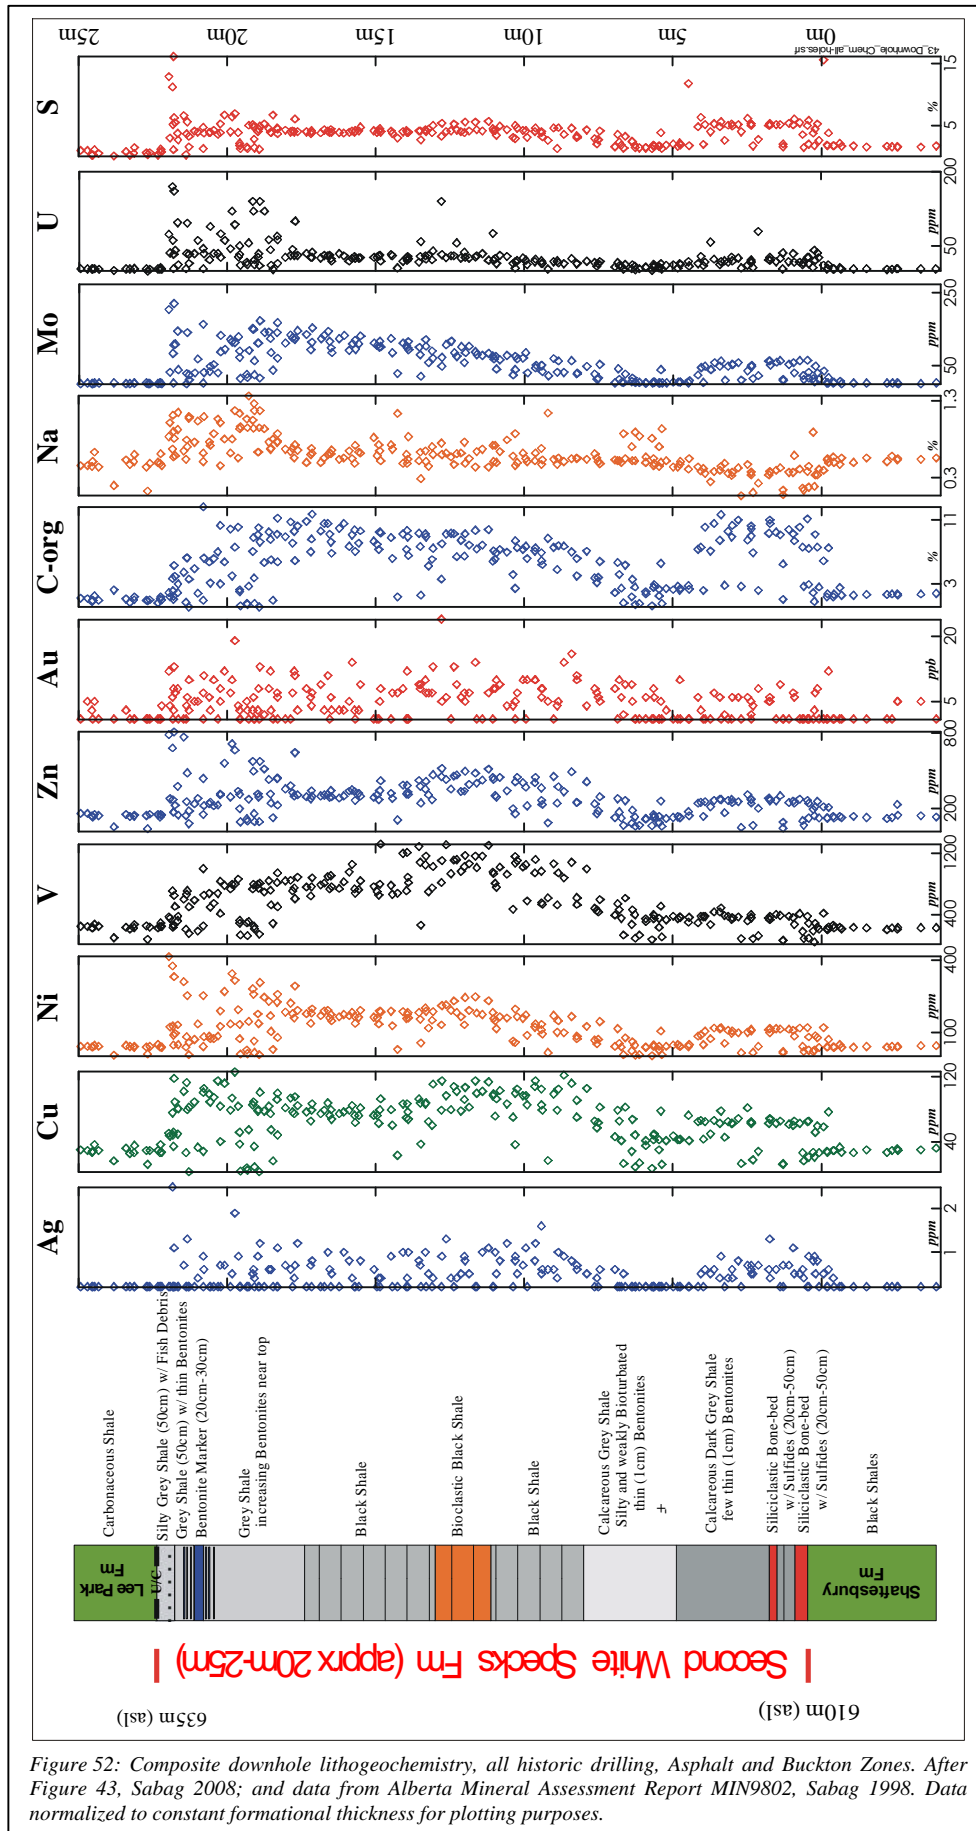 25m
20m
15m
10m
5m
0m
43_Downhole_Chem_all-holes.srf
S
5
15
%
U
50
200
ppm
Mo
50
250
ppm
Na
0.3
1.3
%
C-org
3
11
%
Au
5
20
ppb
Zn
200
800
ppm
V
400
1200
ppm
Ni
100
400
ppm
Cu
40
120
ppm
Ag
1
2
ppm
Carbonaceous Shale
Silty Grey Shale (50cm) w/ Fish Debris
Grey Shale (50cm) w/ thin Bentonites
Bentonite Marker (20cm-30cm)
Grey Shale
increasing Bentonites near top
Black Shale
Bioclastic Black Shale
Black Shale
Calcareous Grey Shale
Silty and weakly Bioturbated
thin (1cm) Bentonites
Calcareous Dark Grey Shale
few thin (1cm) Bentonites
Siliciclastic Bone-bed
w/ Sulfides (20cm-50cm)
Siliciclastic Bone-bed
w/ Sulfides (20cm-50cm)
Black Shales
Lee Park
Fm
U/C
Shaftesbury
Fm
Second White Specks Fm (apprx 20m-25m)
635m (asl)
610m (asl)
Figure 52: Composite downhole lithogeochemistry, all historic drilling, Asphalt and Buckton Zones. After
Figure 43, Sabag 2008; and data from Alberta Mineral Assessment Report MIN9802, Sabag 1998. Data
normalized to constant formational thickness for plotting purposes.